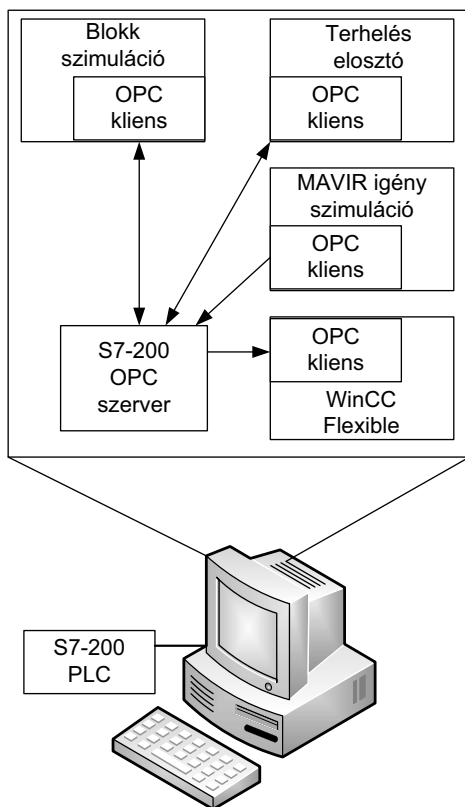 Blokk
szimuláció
OPC
kliens
Terhelés
elosztó
OPC
kliens
MAVIR igény
szimuláció
OPC
kliens
S7-200
OPC
szerver
OPC
kliens
WinCC
Flexible
S7-200
PLC